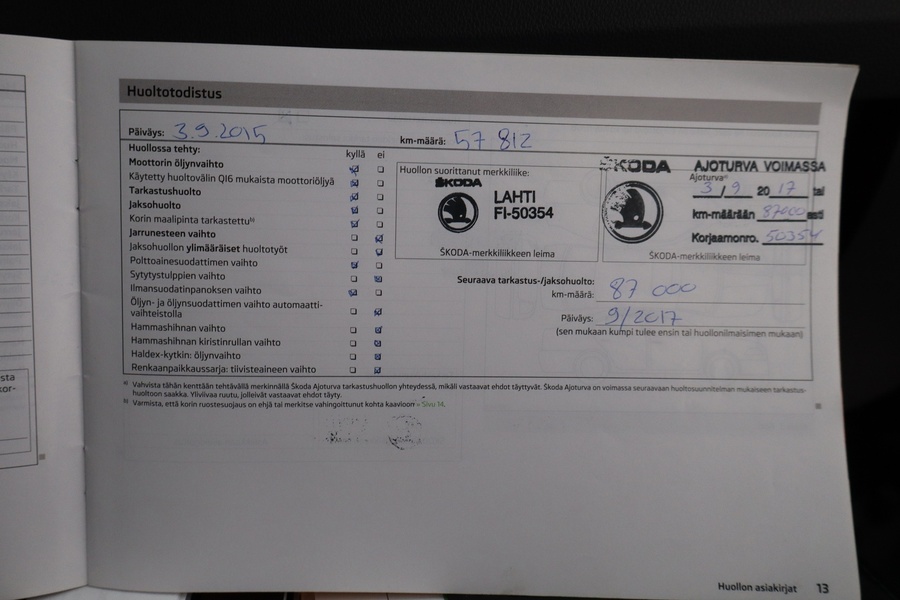 Huoltotodistus
Päiväys: 3.9.2015
km-määrä: 57 812
Huollossa tehty: kyllä ei
Moottorin öljynvaihto
Käytetty huoltovälin QI6 mukaista moottoriöljyä
Tarkastushuolto
Jaksohuolto
Korin maalipinta tarkastettu b)
Jarrunesteen vaihto
Jaksohuollon ylimääräiset huoltotyöt
Polttoainesuodattimen vaihto
Sytytystulppien vaihto
Ilmansuodatinpanoksen vaihto
Öljyn- ja öljynsuodattimen vaihto automaatti-
vaihteistolla
Hammashihnan vaihto
Hammashihnan kiristinrullan vaihto
Haldex-kytkin: öljynvaihto
Renkaanpaikkaussarja: tiivisteaineen vaihto
Huollon suorittanut merkkiliike:
ŠKODA
LAHTI
FI-50354
ŠKODA-merkkiliikkeen leima
ŠKODA AJOTURVA VOIMASSA
Ajoturva a)
3 / 9 20 17 tai
km-määrään 87000 asti
Korjaamonro. 50354
ŠKODA-merkkiliikkeen leima
Seuraava tarkastus-/jaksohuolto:
km-määrä: 87 000
Päiväys: 9/2017
(sen mukaan kumpi tulee ensin tai huollonilmaisimen mukaan)
a) Vahvista tähän kenttään tehtävällä merkinnällä Škoda Ajoturva tarkastushuollon yhteydessä, mikäli vastaavat ehdot täyttyvät. Škoda Ajoturva on voimassa seuraavaan huoltosuunnitelman mukaiseen tarkastus-
huoltoon saakka. Yliviivaa ruutu, jolleivät vastaavat ehdot täyty.
b) Varmista, että korin ruostesuojaus on ehjä tai merkitse vahingoittunut kohta kaavioon » Sivu 14.
sta
kor-
Huollon asiakirjat 13